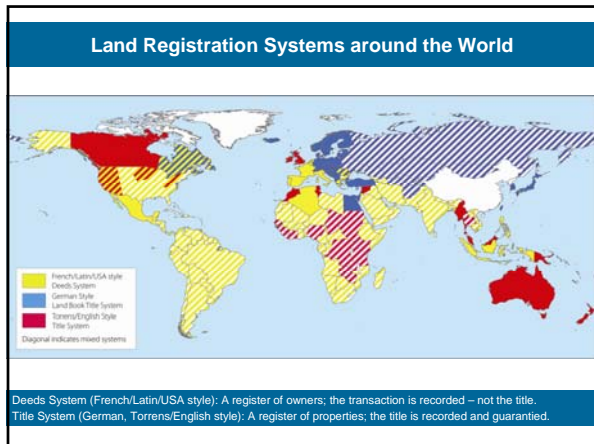 Land Registration Systems around the World
French/Latin/USA style
Deeds System
German Style
Land Book Title System
Torrens/English Style
Title System
Diagonal indicates mixed systems
Deeds System (French/Latin/USA style): A register of owners; the transaction is recorded – not the title.
Title System (German, Torrens/English style): A register of properties; the title is recorded and guarantied.